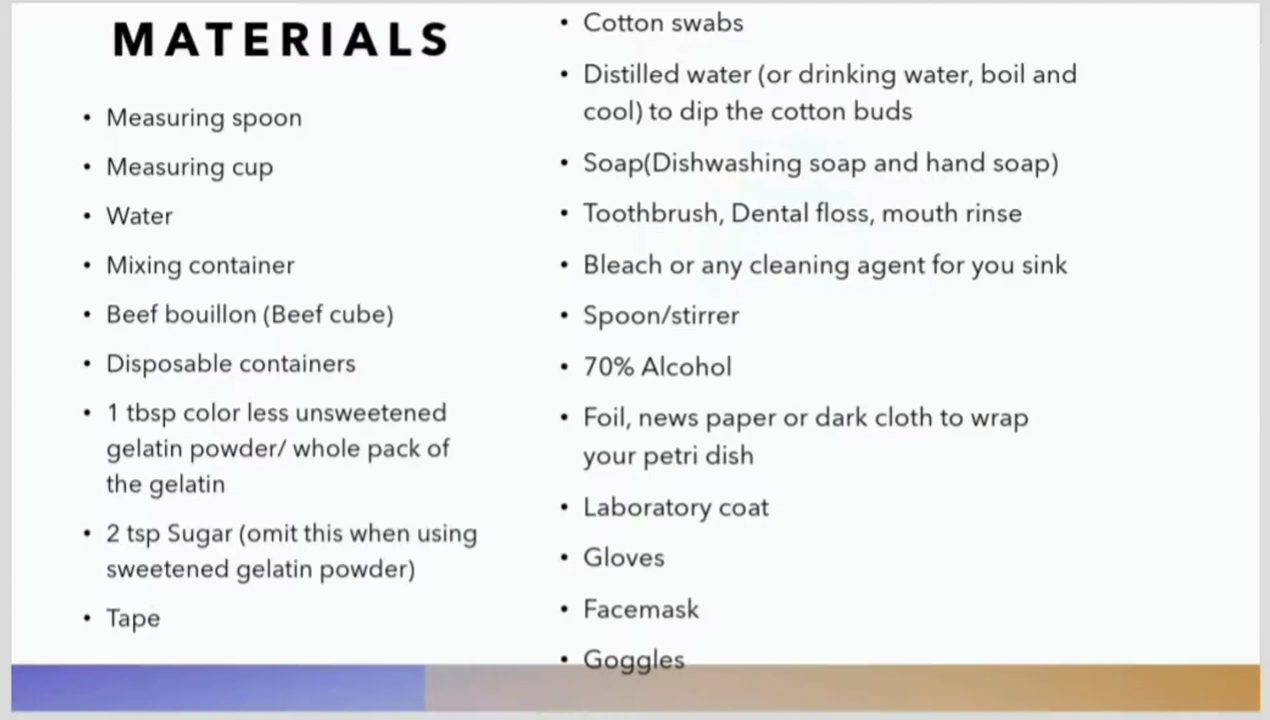 MATERIALS
• Measuring spoon
• Measuring cup
• Water
• Mixing container
• Beef bouillon (Beef cube)
• Disposable containers
• 1 tbsp color less unsweetened
gelatin powder/ whole pack of
the gelatin
• 2 tsp Sugar (omit this when using
sweetened gelatin powder)
• Tape
• Cotton swabs
• Distilled water (or drinking water, boil and
cool) to dip the cotton buds
• Soap(Dishwashing soap and hand soap)
• Toothbrush, Dental floss, mouth rinse
• Bleach or any cleaning agent for you sink
• Spoon/stirrer
• 70% Alcohol
• Foil, news paper or dark cloth to wrap
your petri dish
• Laboratory coat
• Gloves
• Facemask
• Goggles